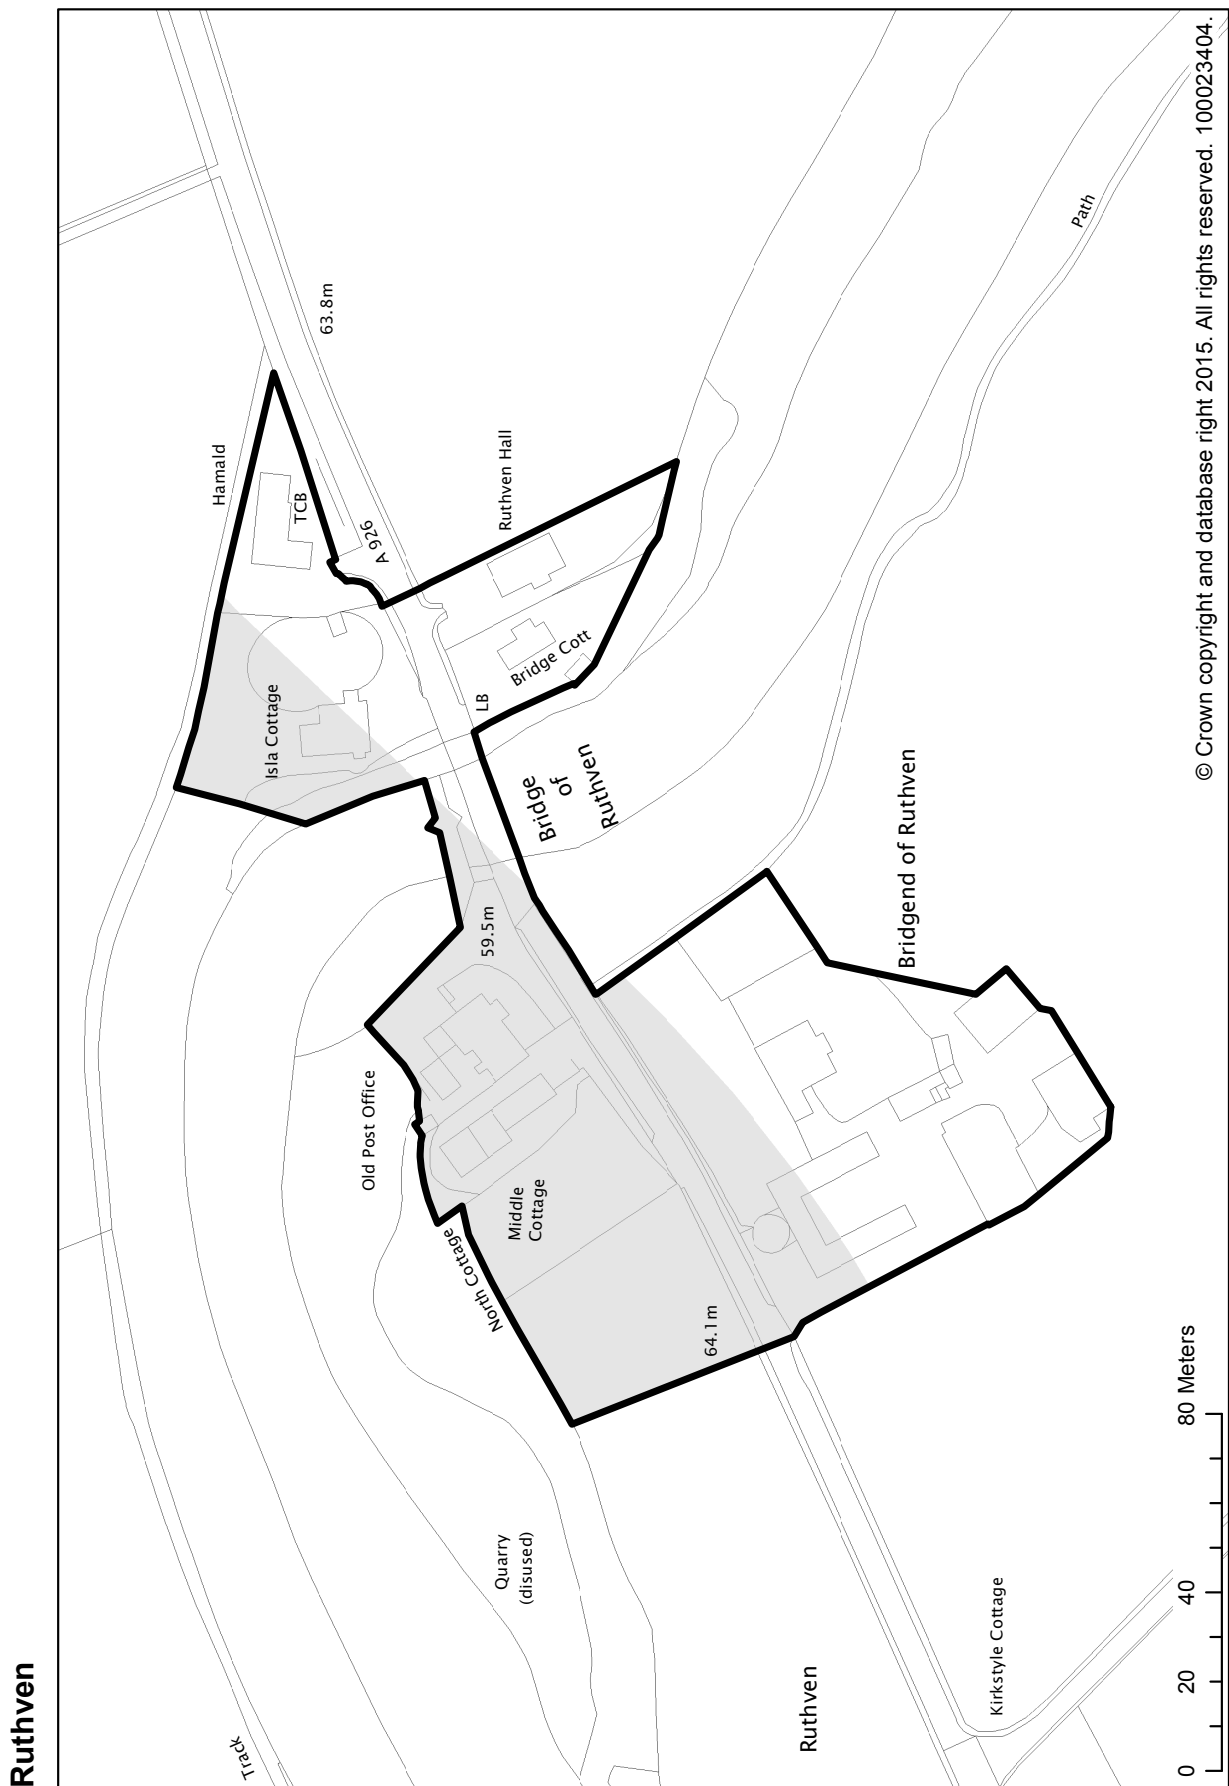 Ruthven
Track
Hamald
TCB
63.8m
A 926
Ruthven Hall
Isla Cottage
LB
Bridge Cott
Bridge
of
Ruthven
Path
59.5m
Old Post Office
Middle
Cottage
North Cottage
64.1m
Bridgend of Ruthven
Quarry
(disused)
Ruthven
Kirkstyle Cottage
0 20 40 80 Meters
© Crown copyright and database right 2015. All rights reserved. 100023404.